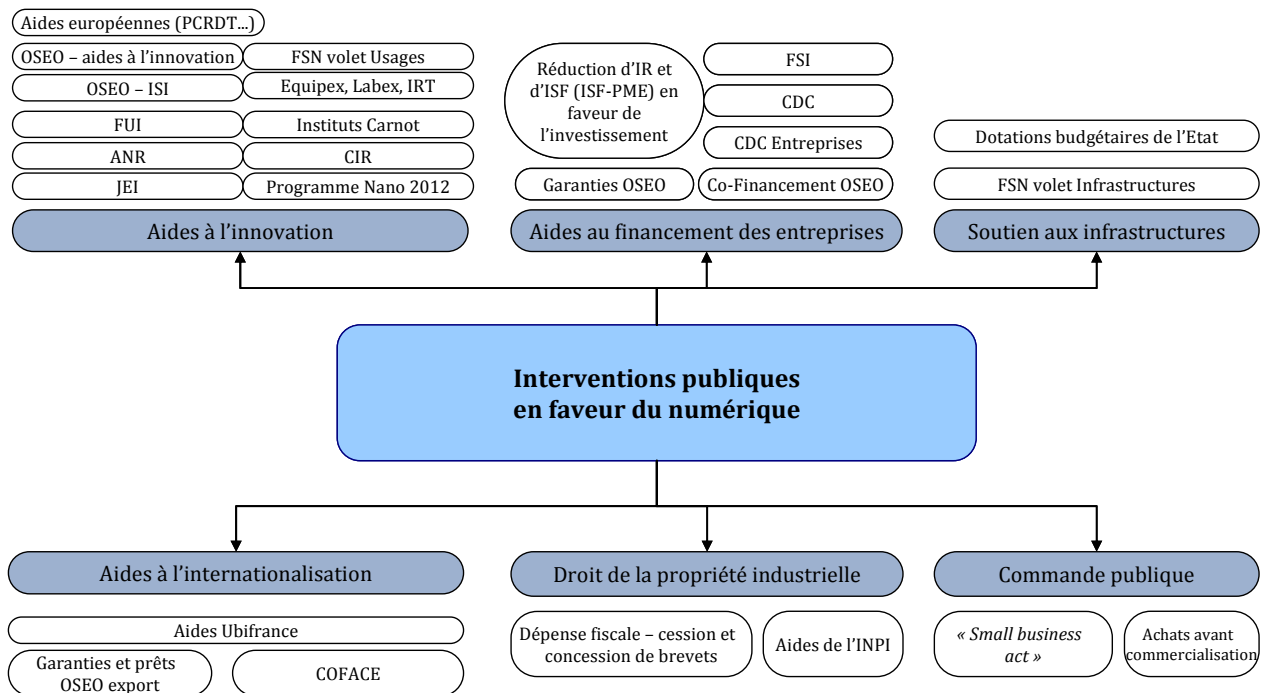 Aides européennes (PCRDT...)
OSEO – aides à l'innovation
FSN volet Usages
OSEO – ISI
Equipex, Labex, IRT
FUI
Instituts Carnot
ANR
CIR
JEI
Programme Nano 2012
Aides à l'innovation
Réduction d'IR et
d'ISF (ISF-PME) en
faveur de
l'investissement
FSI
CDC
CDC Entreprises
Garanties OSEO
Co-Financement OSEO
Aides au financement des entreprises
Dotations budgétaires de l'Etat
FSN volet Infrastructures
Soutien aux infrastructures
Interventions publiques
en faveur du numérique
Aides à l'internationalisation
Aides Ubifrance
Garanties et prêts
OSEO export
COFACE
Droit de la propriété industrielle
Dépense fiscale – cession et
concession de brevets
Aides de l'INPI
Commande publique
« Small business
act »
Achats avant
commercialisation